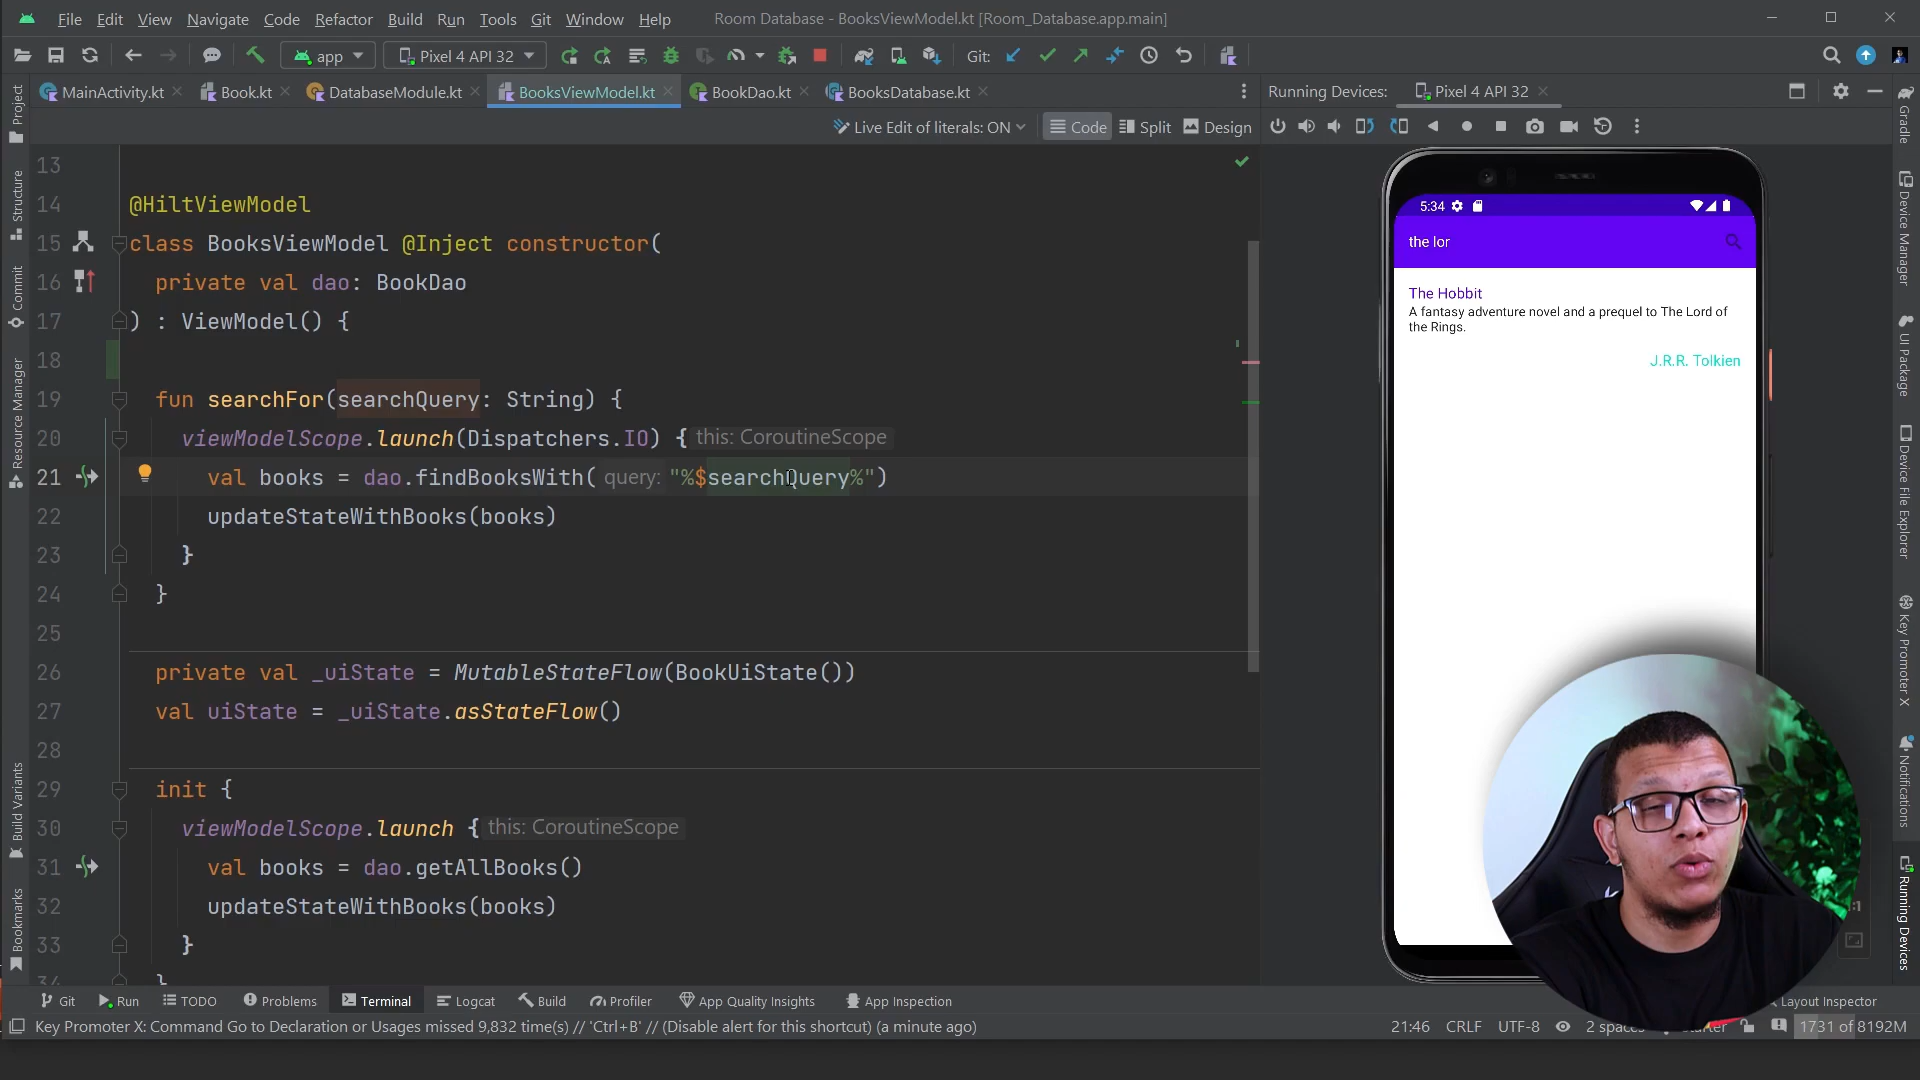 File Edit View Navigate Code Refactor Build Run Tools Git Window Help
Room Database - BooksViewModel.kt [Room_Database.app.main]
app
Pixel 4 API 32
Git:
MainActivity.kt
Book.kt
DatabaseModule.kt
BooksViewModel.kt
BookDao.kt
BooksDatabase.kt
Running Devices:
Pixel 4 API 32
Live Edit of literals: ON
Code
Split
Design
13
14 @HiltViewModel
15 class BooksViewModel @Inject constructor(
16 private val dao: BookDao
17 ) : ViewModel() {
18
19 fun searchFor(searchQuery: String) {
20 viewModelScope.launch(Dispatchers.IO) { this: CoroutineScope
21 val books = dao.findBooksWith( query: "%$searchQuery%")
22 updateStateWithBooks(books)
23 }
24 }
25
26 private val _uiState = MutableStateFlow(BookUiState())
27 val uiState = _uiState.asStateFlow()
28
29 init {
30 viewModelScope.launch { this: CoroutineScope
31 val books = dao.getAllBooks()
32 updateStateWithBooks(books)
33 }
34 }
5:34
the lor
The Hobbit
A fantasy adventure novel and a prequel to The Lord of
the Rings.
J.R.R. Tolkien
Project
Structure
Commit
Resource Manager
Build Variants
Bookmarks
Gradle
Device Manager
UI Package
Device File Explorer
Key Promoter X
Notifications
Running Devices
1:1
Git
Run
TODO
Problems
Terminal
Logcat
Build
Profiler
App Quality Insights
App Inspection
Layout Inspector
Key Promoter X: Command Go to Declaration or Usages missed 9,832 time(s) // 'Ctrl+B' // (Disable alert for this shortcut) (a minute ago)
21:46 CRLF UTF-8 2 spaces starter 1731 of 8192M